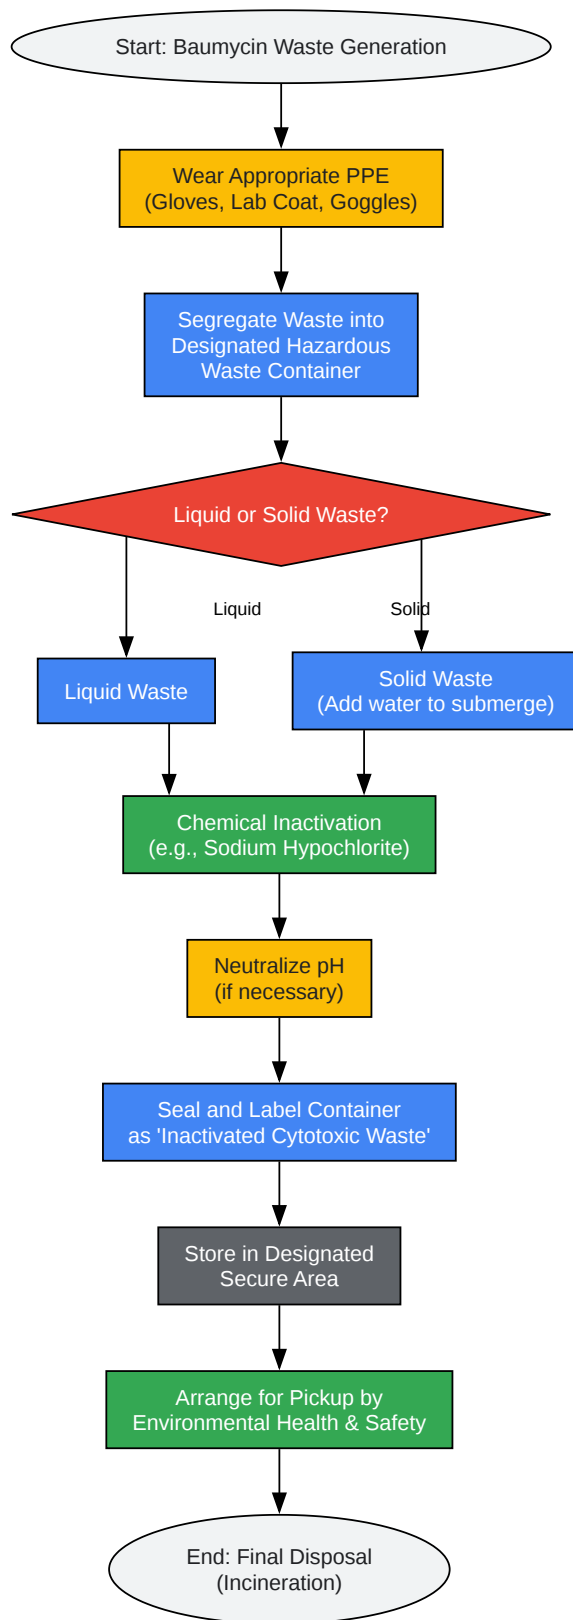 Start: Baumycin Waste Generation
Wear Appropriate PPE
(Gloves, Lab Coat, Goggles)
Segregate Waste into
Designated Hazardous
Waste Container
Liquid or Solid Waste?
Liquid
Solid
Liquid Waste
Solid Waste
(Add water to submerge)
Chemical Inactivation
(e.g., Sodium Hypochlorite)
Neutralize pH
(if necessary)
Seal and Label Container
as 'Inactivated Cytotoxic Waste'
Store in Designated
Secure Area
Arrange for Pickup by
Environmental Health & Safety
End: Final Disposal
(Incineration)